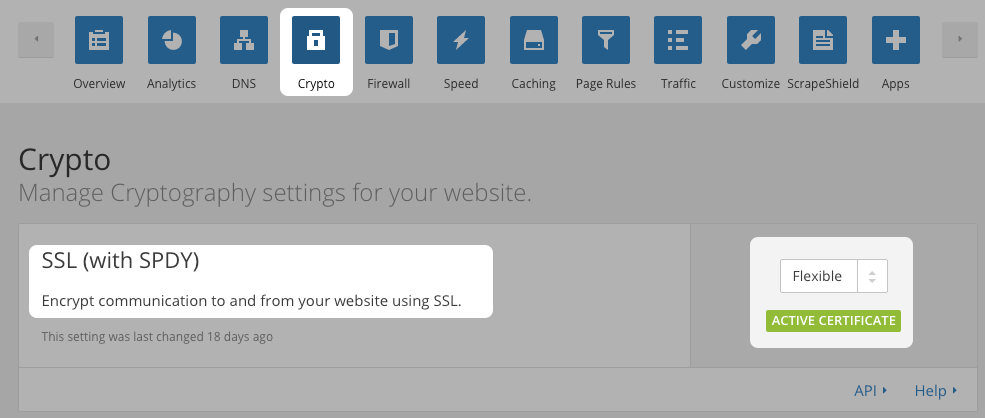 Overview Analytics DNS Crypto Firewall Speed Caching Page Rules Traffic Customize ScrapeShield Apps
Crypto
Manage Cryptography settings for your website.
SSL (with SPDY)
Flexible
Encrypt communication to and from your website using SSL.
ACTIVE CERTIFICATE
This setting was last changed 18 days ago
API Help